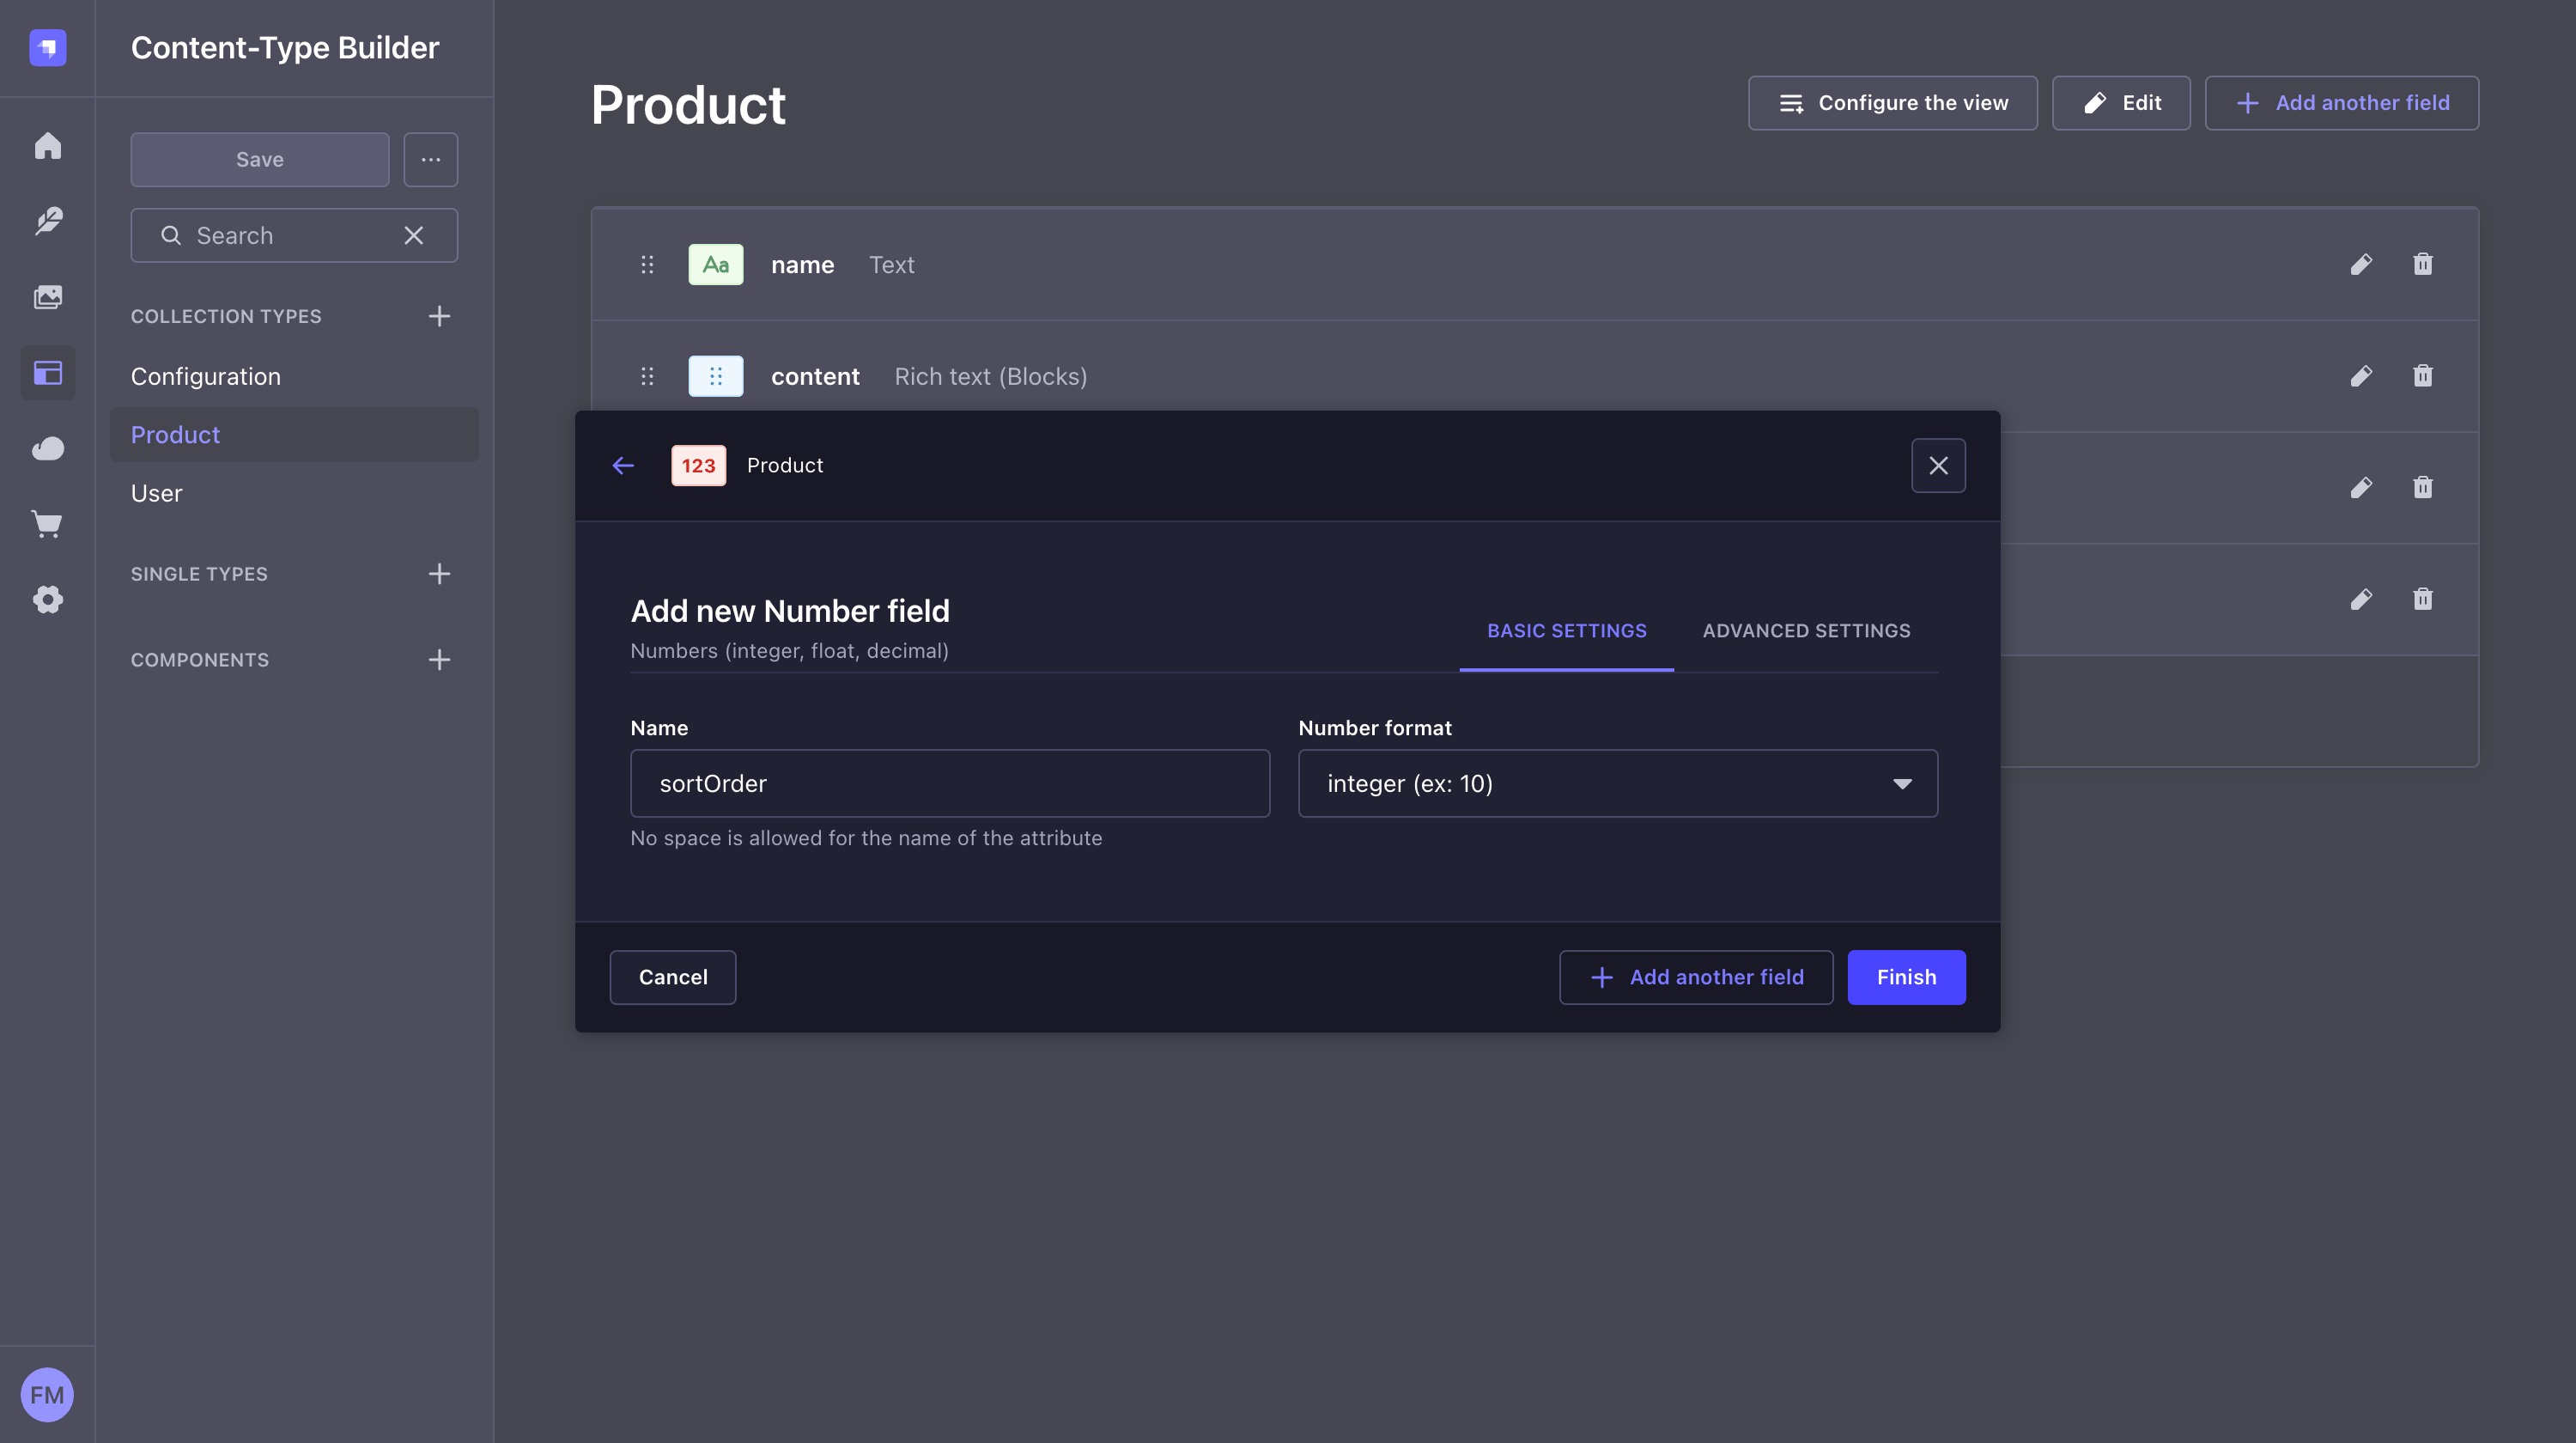 Content-Type Builder
Save
Search
COLLECTION TYPES
Configuration
Product
User
SINGLE TYPES
COMPONENTS
FM
Product
Configure the view
Edit
Add another field
Aa
name
Text
content
Rich text (Blocks)
123
Product
Add new Number field
Numbers (integer, float, decimal)
BASIC SETTINGS
ADVANCED SETTINGS
Name
sortOrder
No space is allowed for the name of the attribute
Number format
integer (ex: 10)
Cancel
Add another field
Finish